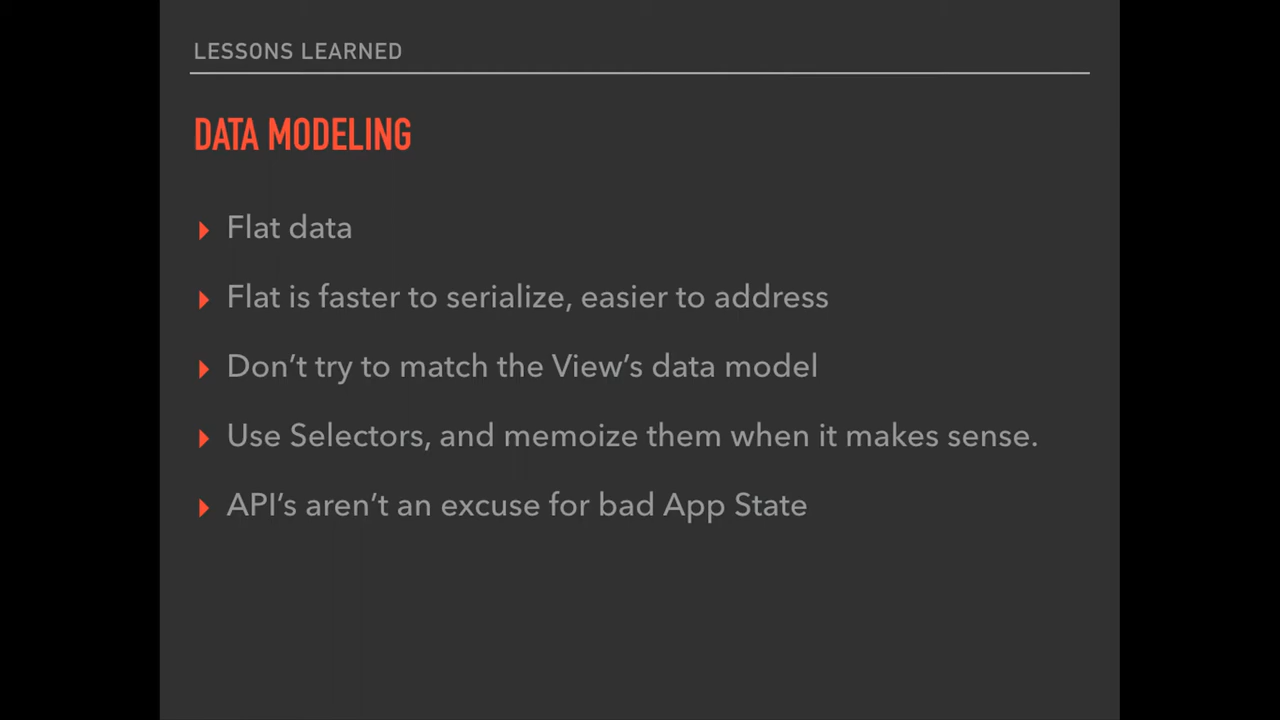 LESSONS LEARNED
DATA MODELING
Flat data
Flat is faster to serialize, easier to address
Don’t try to match the View’s data model
Use Selectors, and memoize them when it makes sense.
API’s aren’t an excuse for bad App State